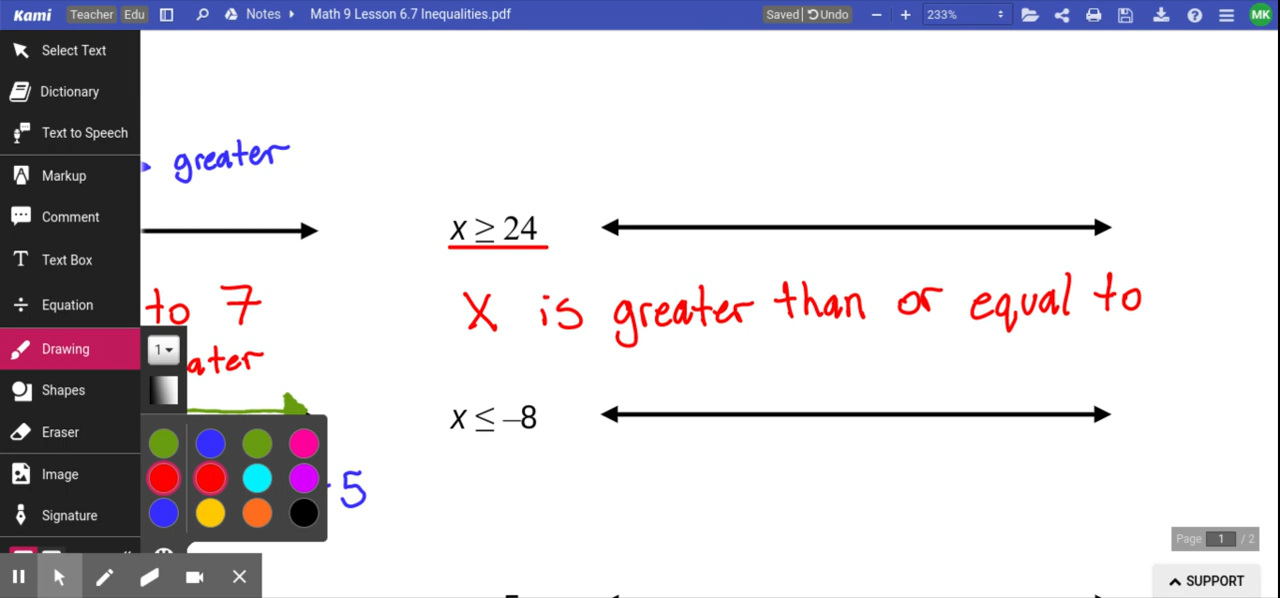 Kami Teacher Edu Notes Math 9 Lesson 6.7 Inequalities.pdf Saved Undo 233% MK
Select Text
Dictionary
Text to Speech
Markup
Comment
Text Box
Equation
Drawing
1
Shapes
Eraser
Image
Signature
greater
to 7
ater
5
x ≥ 24
X is greater than or equal to
x ≤ –8
Page 1 / 2
SUPPORT